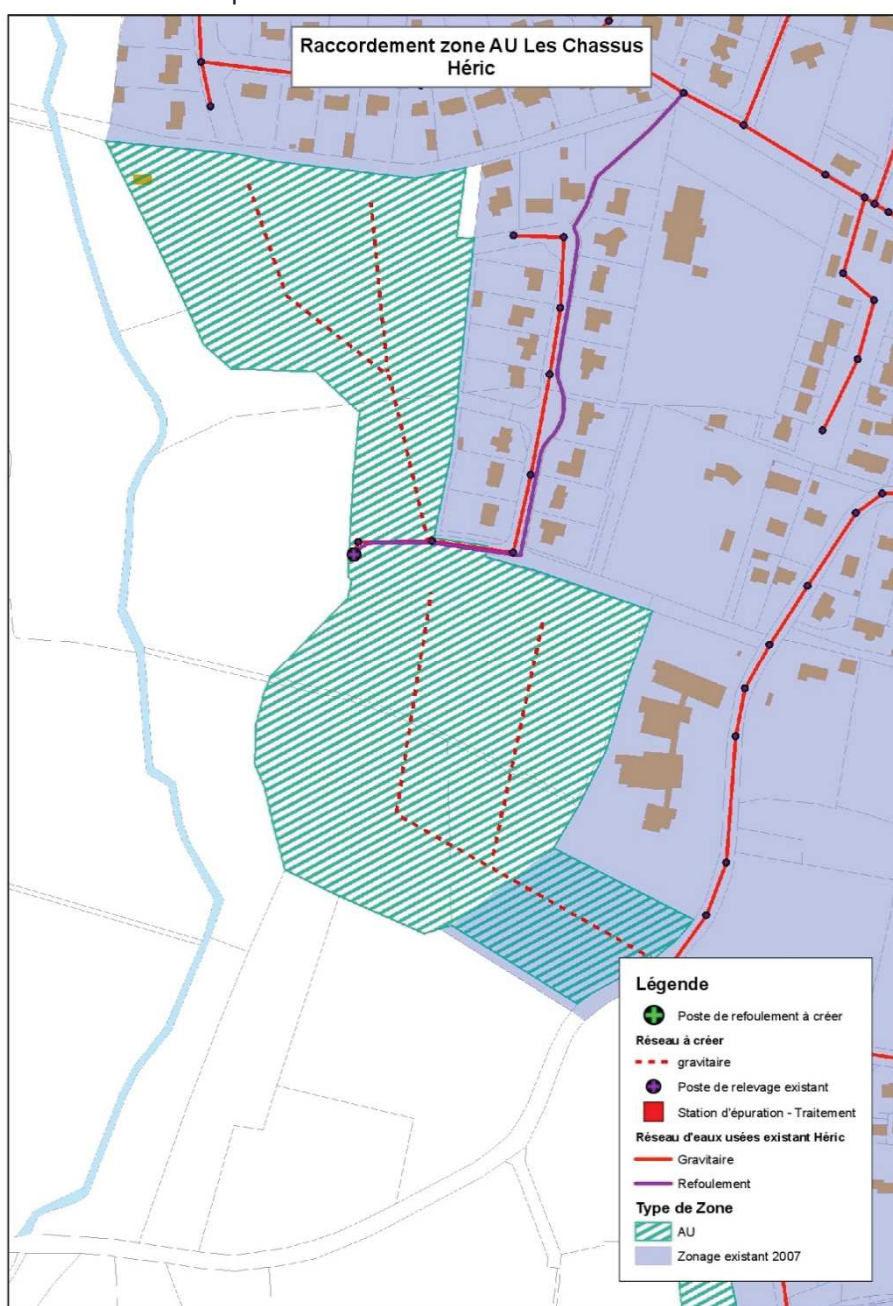 Raccordement zone AU Les Chassus
Héric
Légende
Poste de refoulement à créer
Réseau à créer
gravitaire
Poste de relevage existant
Station d'épuration - Traitement
Réseau d'eaux usées existant Héric
Gravitaire
Refoulement
Type de Zone
AU
Zonage existant 2007